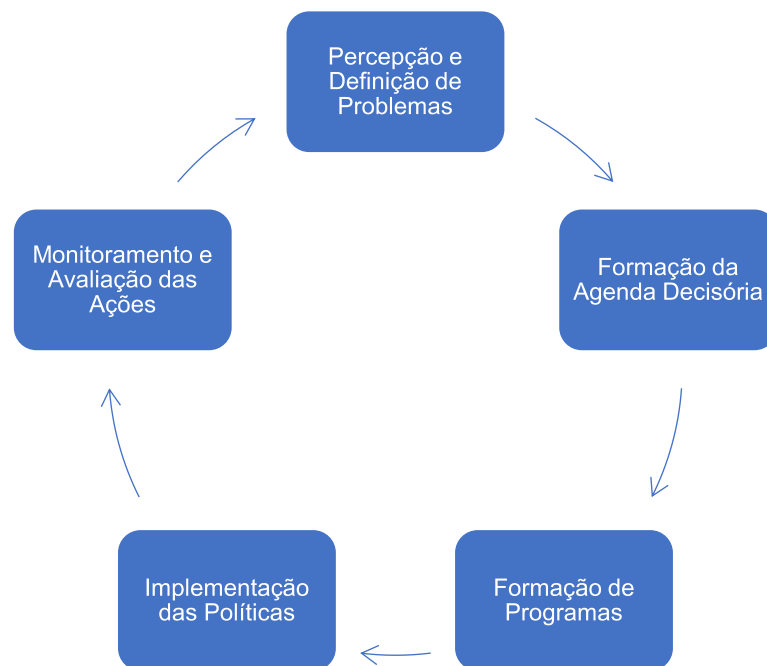 Percepção e
Definição de
Problemas
Formação da
Agenda Decisória
Formação de
Programas
Implementação
das Políticas
Monitoramento e
Avaliação das
Ações